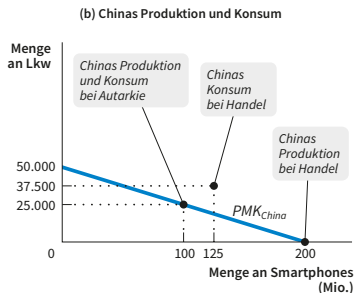 (b) Chinas Produktion und Konsum
Menge
an Lkw
Chinas Produktion
und Konsum
bei Autarkie
Chinas
Konsum
bei Handel
Chinas
Produktion
bei Handel
50.000
37.500
25.000
PMK China
0
100 125
200
Menge an Smartphones
(Mio.)